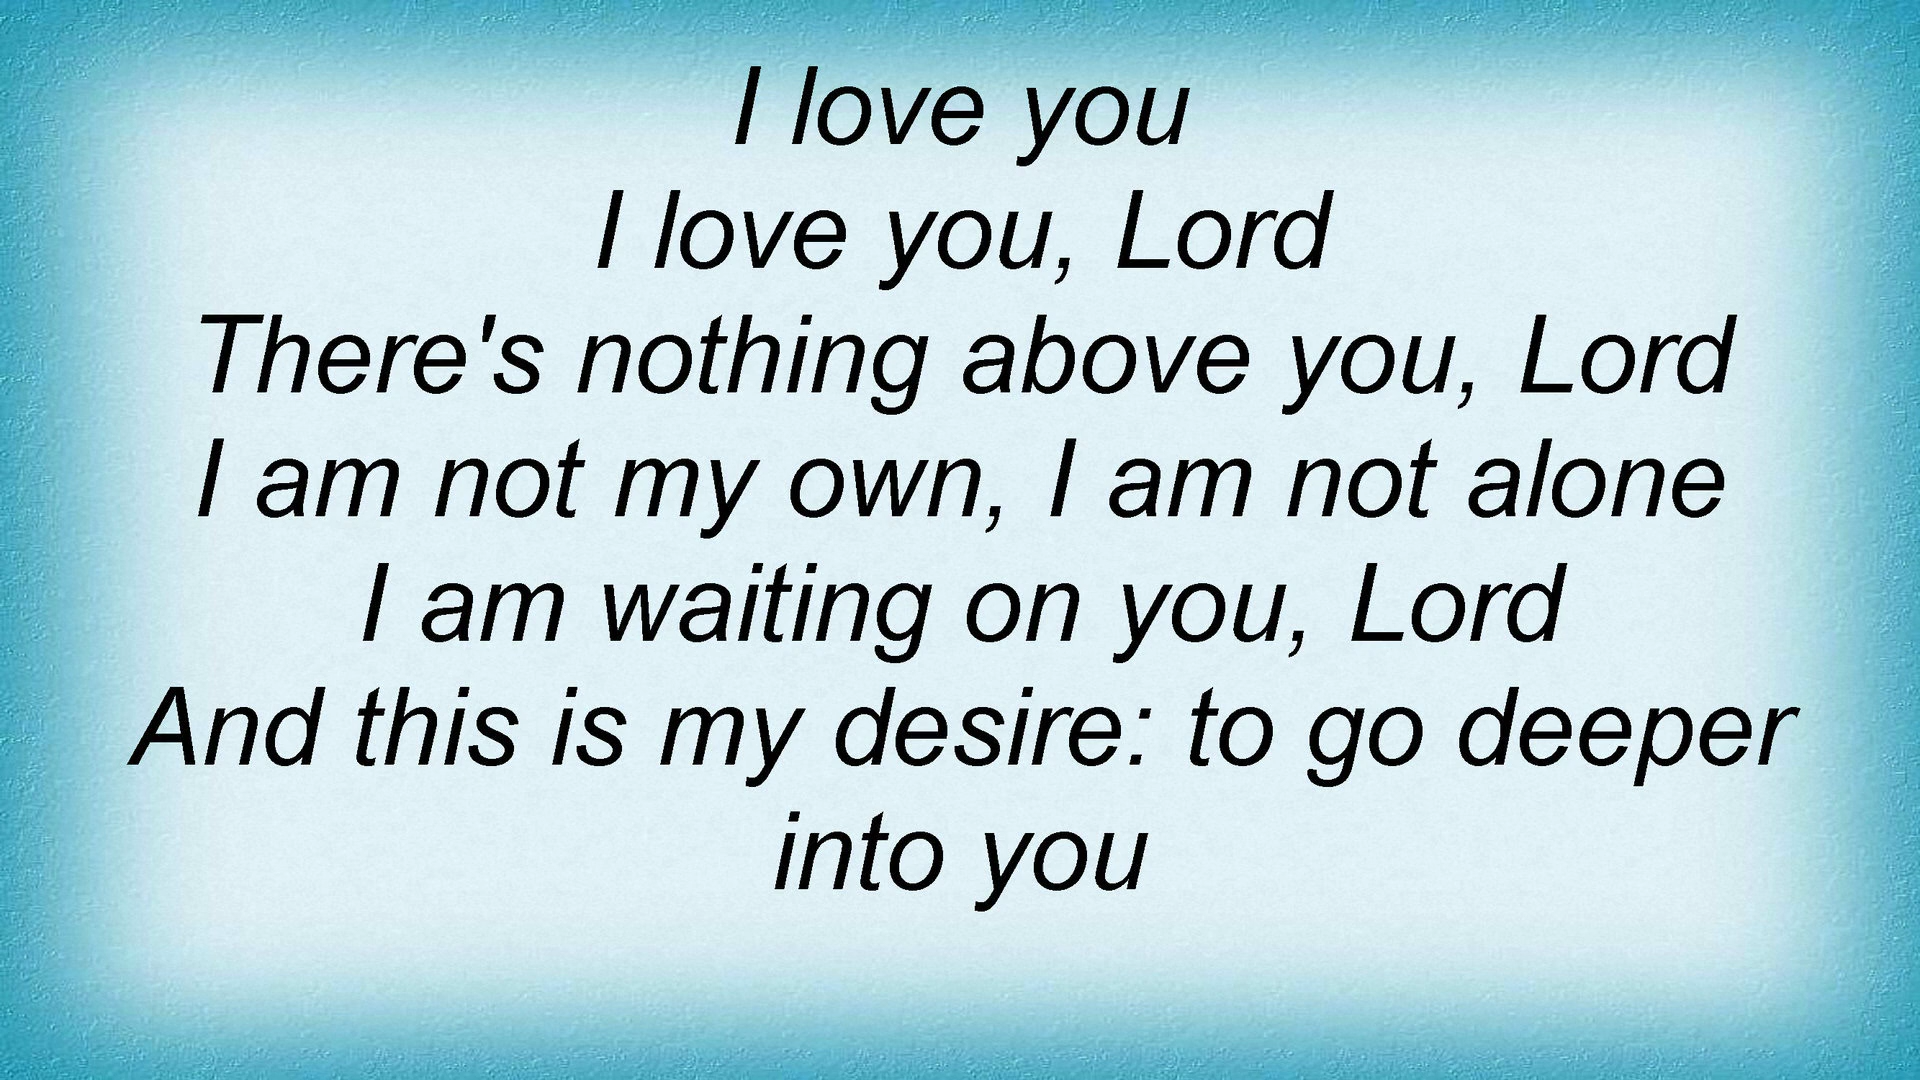 I love you
I love you, Lord
There's nothing above you, Lord
I am not my own, I am not alone
I am waiting on you, Lord
And this is my desire: to go deeper
into you